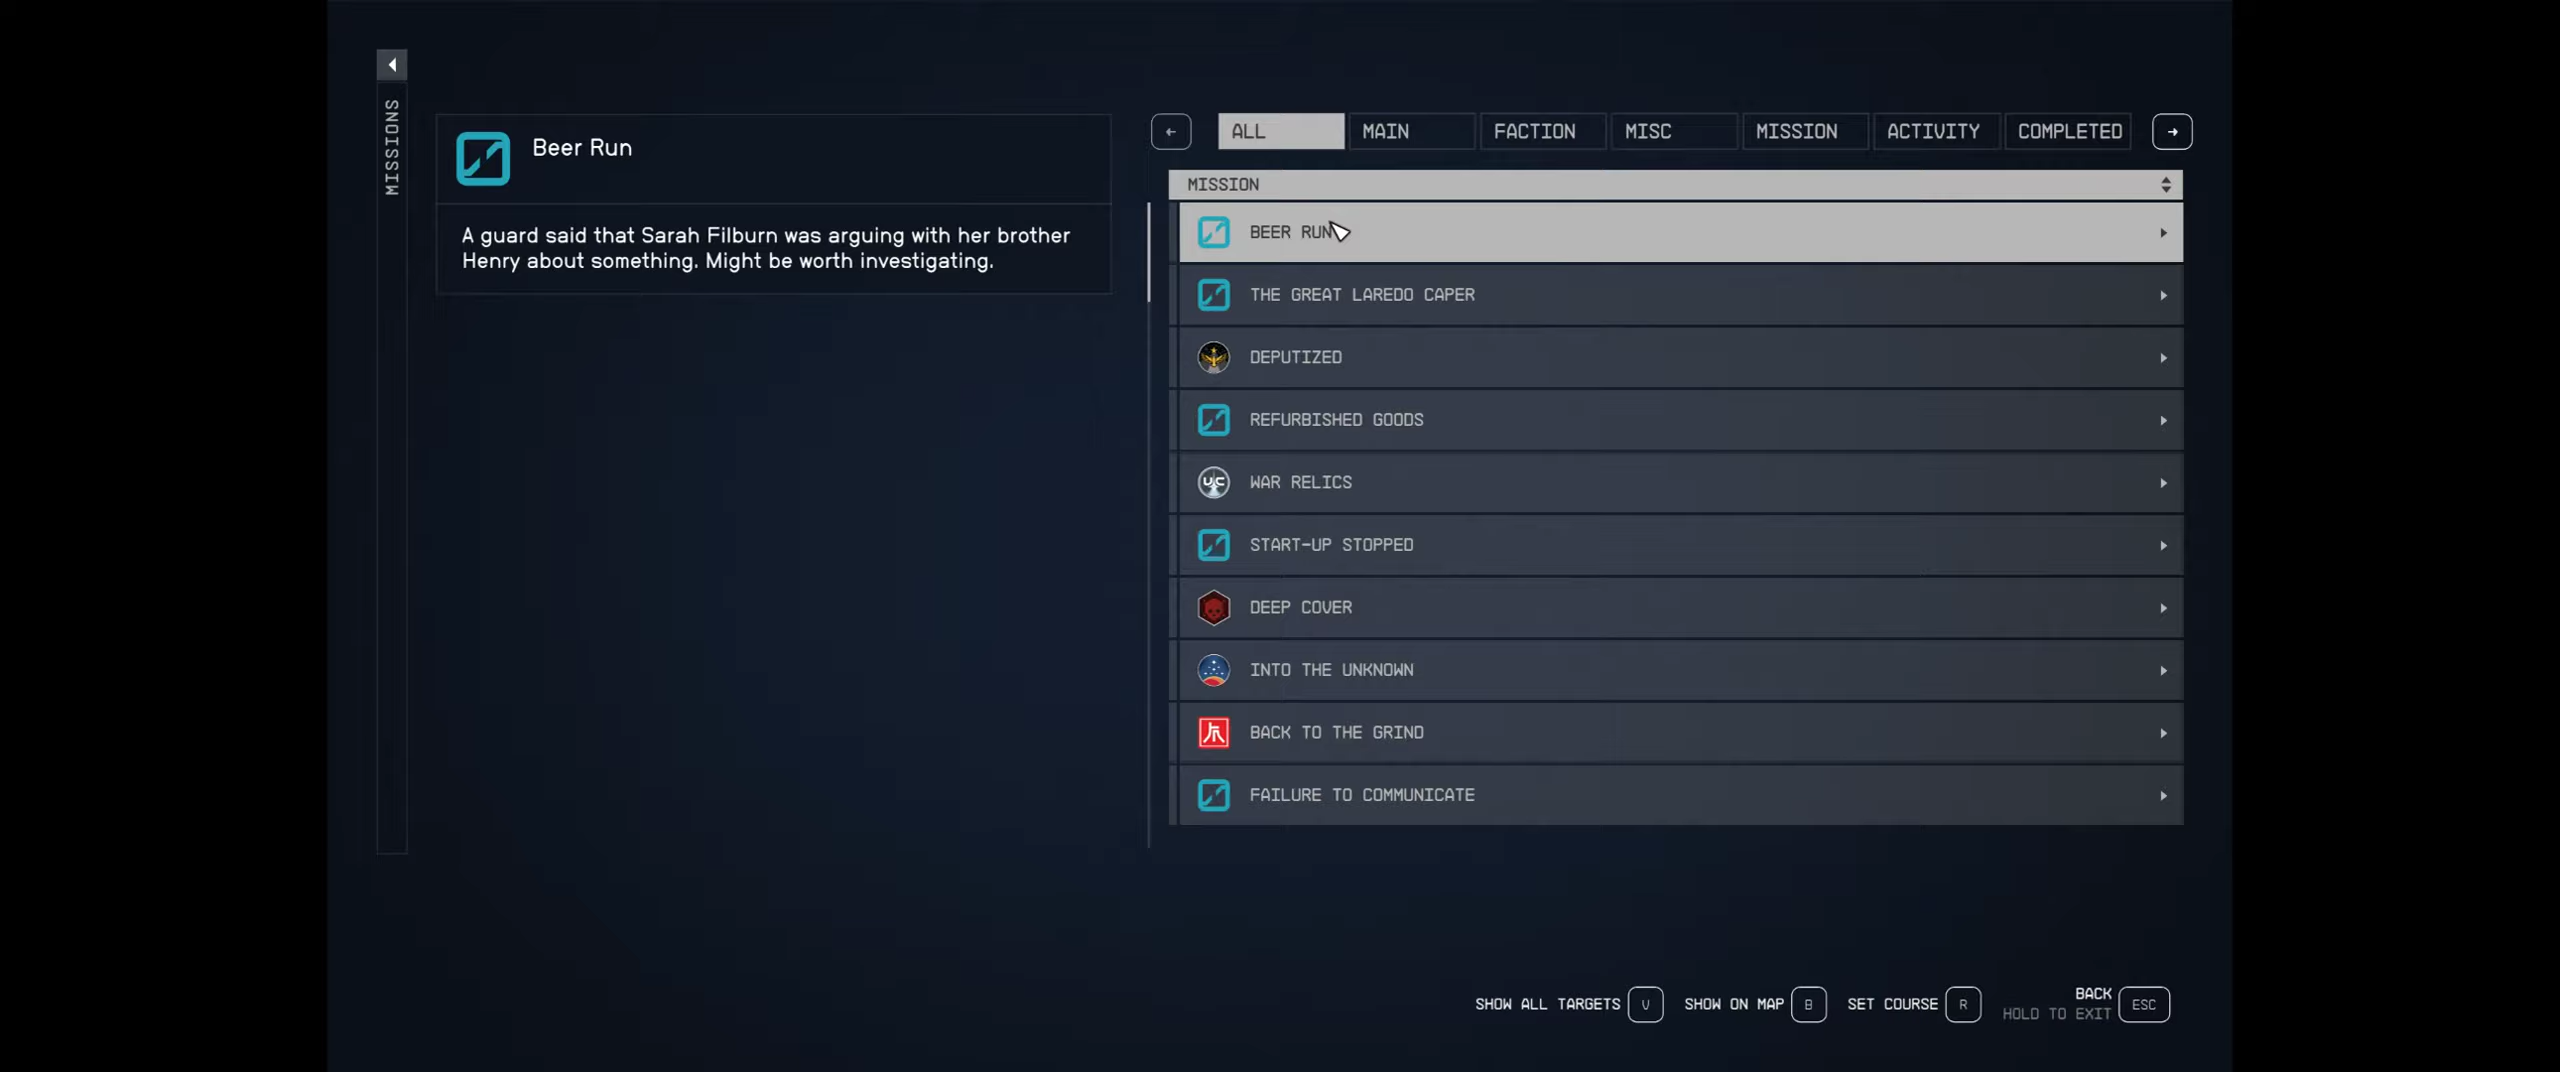 MISSIONS
Beer Run
A guard said that Sarah Filburn was arguing with her brother
Henry about something. Might be worth investigating.
ALL
MAIN
FACTION
MISC
MISSION
ACTIVITY
COMPLETED
MISSION
BEER RUN
THE GREAT LAREDO CAPER
DEPUTIZED
REFURBISHED GOODS
UC
WAR RELICS
START-UP STOPPED
DEEP COVER
INTO THE UNKNOWN
BACK TO THE GRIND
FAILURE TO COMMUNICATE
SHOW ALL TARGETS V
SHOW ON MAP B
SET COURSE R
BACK
HOLD TO EXIT
ESC